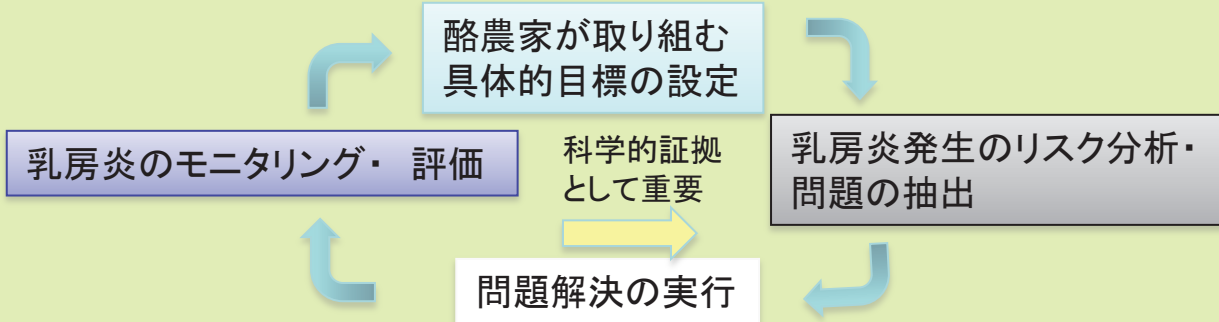 酪農家が取り組む
具体的目標の設定
乳房炎のモニタリング・ 評価
科学的証拠
として重要
乳房炎発生のリスク分析・
問題の抽出
問題解決の実行